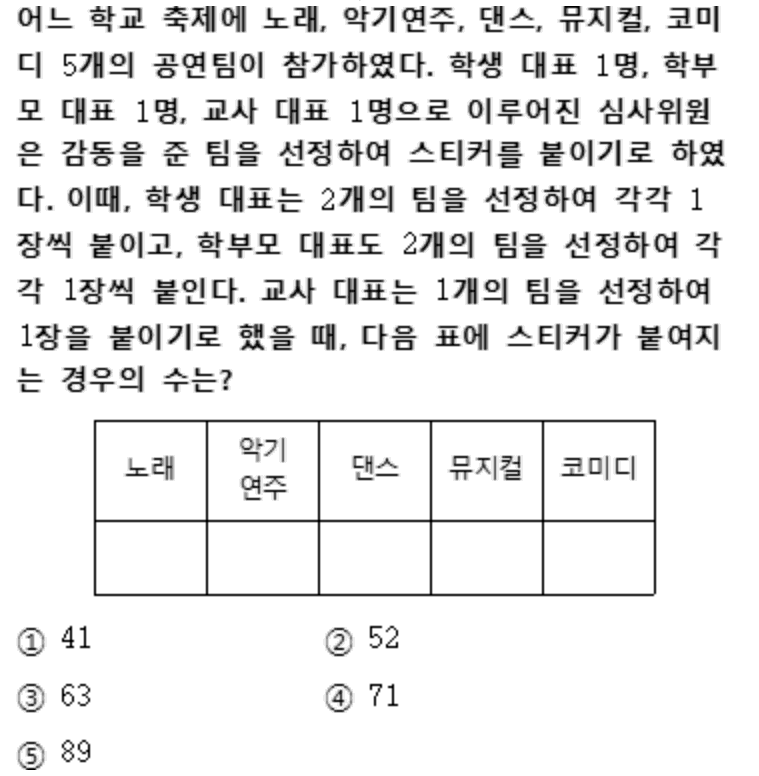 어느 학교 축제에 노래, 악기연주, 댄스, 뮤지컬, 코미
디 5개의 공연팀이 참가하였다. 학생 대표 1명, 학부
모 대표 1명, 교사 대표 1명으로 이루어진 심사위원
은 감동을 준 팀을 선정하여 스티커를 붙이기로 하였
다. 이때, 학생 대표는 2개의 팀을 선정하여 각각 1
장씩 붙이고, 학부모 대표도 2개의 팀을 선정하여 각
각 1장씩 붙인다. 교사 대표는 1개의 팀을 선정하여
1장을 붙이기로 했을 때, 다음 표에 스티커가 붙여지
는 경우의 수는?
노래 악기 연주 댄스 뮤지컬 코미디
① 41 ② 52
③ 63 ④ 71
⑤ 89